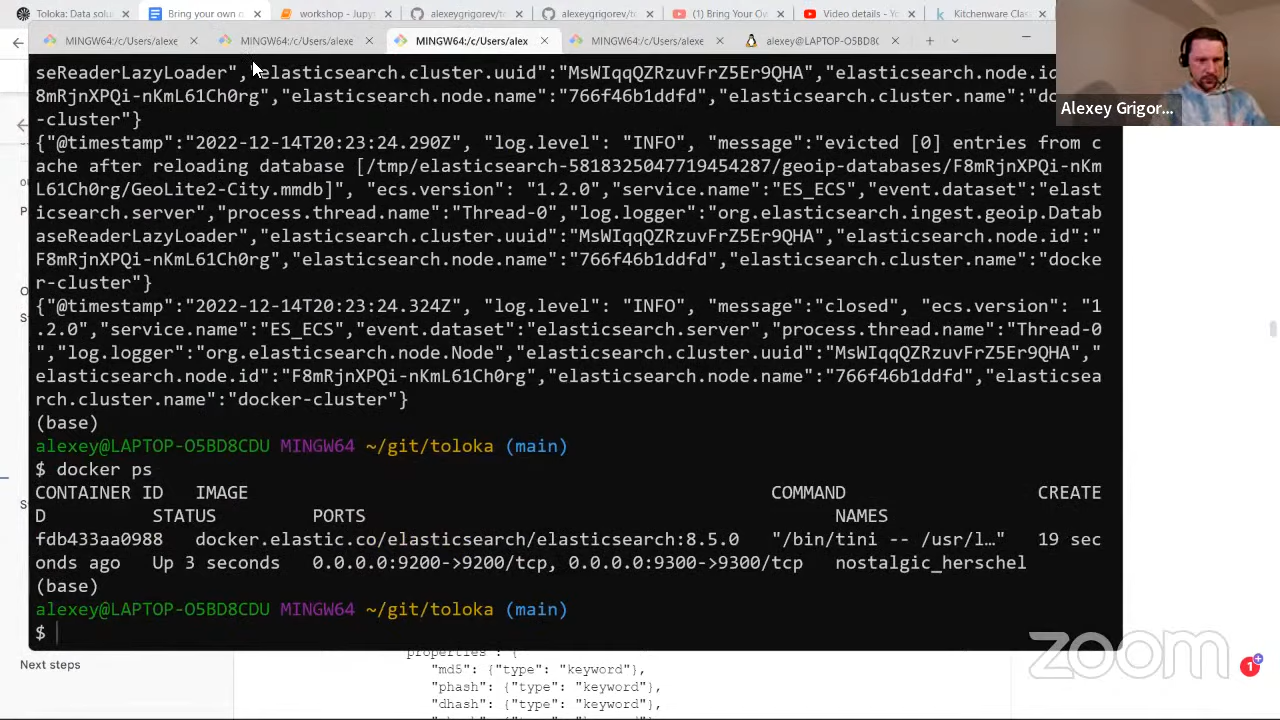 Toloka: Data solu
Bring your own
workshop - Jupyt
alexeygrigorev/
alexeygrigorev/
(1) Bring Your Own
Video details - Yo
Kitchenware Clas
MINGW64:/c/Users/alexe
MINGW64:/c/Users/alexe
MINGW64:/c/Users/alex
MINGW64:/c/Users/alexe
alexey@LAPTOP-O5BD8C
Alexey Grigor...
seReaderLazyLoader","elasticsearch.cluster.uuid":"MsWIqqQZRzuvFrZ5Er9QHA","elasticsearch.node.id
8mRjnXPQi-nKmL61Ch0rg","elasticsearch.node.name":"766f46b1ddfd","elasticsearch.cluster.name":"do
-cluster"}
{"@timestamp":"2022-12-14T20:23:24.290Z", "log.level": "INFO", "message":"evicted [0] entries from c
ache after reloading database [/tmp/elasticsearch-5818325047719454287/geoip-databases/F8mRjnXPQi-nKm
L61Ch0rg/GeoLite2-City.mmdb]", "ecs.version": "1.2.0","service.name":"ES_ECS","event.dataset":"elast
icsearch.server","process.thread.name":"Thread-0","log.logger":"org.elasticsearch.ingest.geoip.Datab
aseReaderLazyLoader","elasticsearch.cluster.uuid":"MsWIqqQZRzuvFrZ5Er9QHA","elasticsearch.node.id":"
F8mRjnXPQi-nKmL61Ch0rg","elasticsearch.node.name":"766f46b1ddfd","elasticsearch.cluster.name":"docke
r-cluster"}
{"@timestamp":"2022-12-14T20:23:24.324Z", "log.level": "INFO", "message":"closed", "ecs.version": "1
.2.0","service.name":"ES_ECS","event.dataset":"elasticsearch.server","process.thread.name":"Thread-0
","log.logger":"org.elasticsearch.node.Node","elasticsearch.cluster.uuid":"MsWIqqQZRzuvFrZ5Er9QHA","
elasticsearch.node.id":"F8mRjnXPQi-nKmL61Ch0rg","elasticsearch.node.name":"766f46b1ddfd","elasticsea
rch.cluster.name":"docker-cluster"}
(base)
alexey@LAPTOP-O5BD8CDU MINGW64 ~/git/toloka (main)
$ docker ps
CONTAINER ID IMAGE COMMAND CREATE
D STATUS PORTS NAMES
fdb433aa0988 docker.elastic.co/elasticsearch/elasticsearch:8.5.0 "/bin/tini -- /usr/l…" 19 sec
onds ago Up 3 seconds 0.0.0.0:9200->9200/tcp, 0.0.0.0:9300->9300/tcp nostalgic_herschel
(base)
alexey@LAPTOP-O5BD8CDU MINGW64 ~/git/toloka (main)
$
zoom
1
Next steps
properties : {
"md5": {"type": "keyword"},
"phash": {"type": "keyword"},
"dhash": {"type": "keyword"},